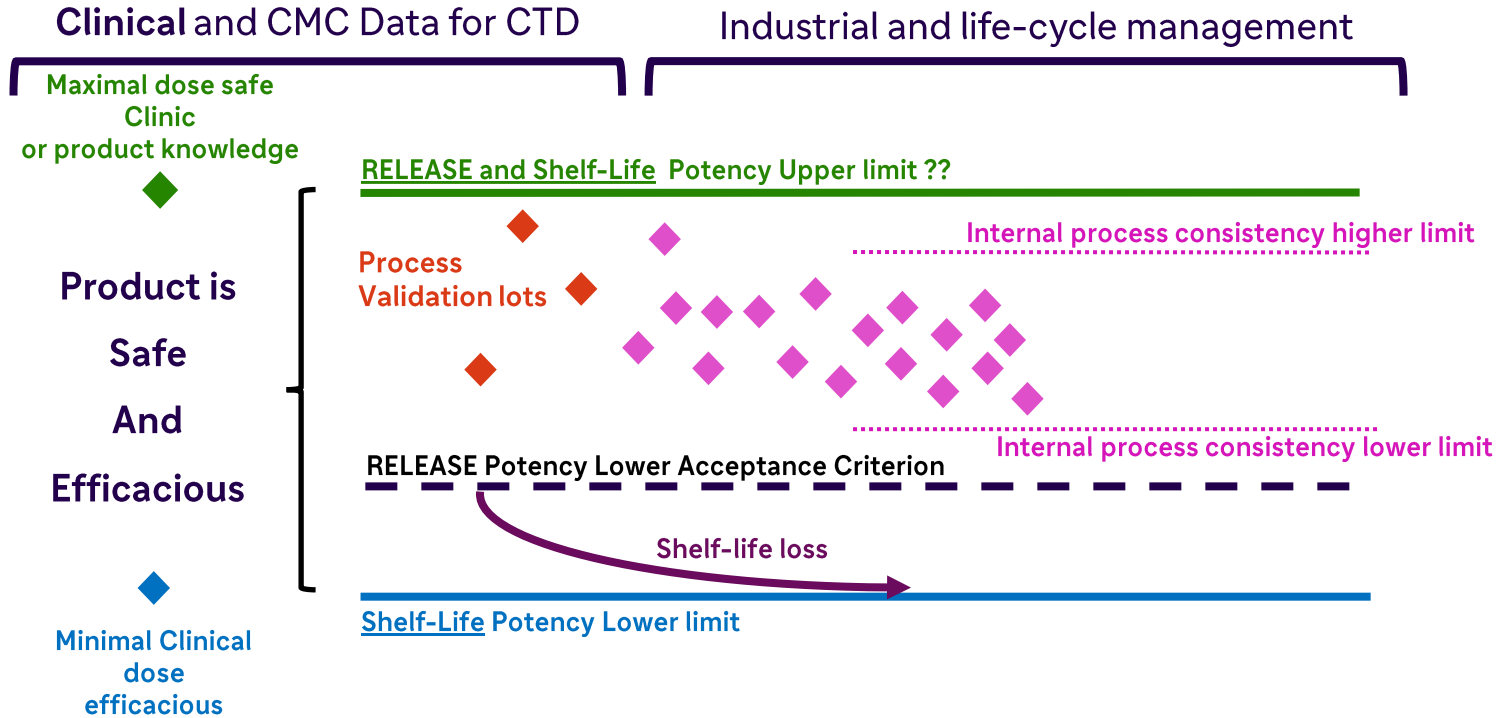 Clinical and CMC Data for CTD
Industrial and life-cycle management
Maximal dose safe
Clinic
or product knowledge
RELEASE and Shelf-Life Potency Upper limit ??
Internal process consistency higher limit
Process
Validation lots
Product is
Safe
And
Efficacious
Internal process consistency lower limit
RELEASE Potency Lower Acceptance Criterion
Shelf-life loss
Shelf-Life Potency Lower limit
Minimal Clinical
dose
efficacious